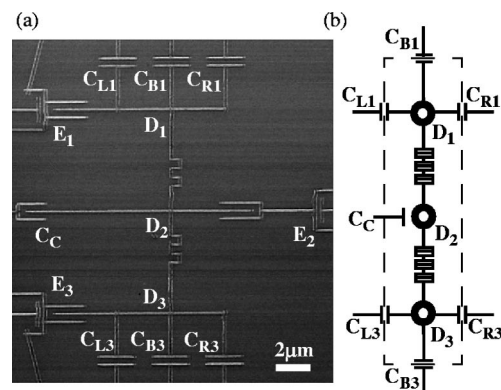 (a)
(b)
C_B1
C_L1 C_B1 C_R1
C_L1 C_R1
E_1
D_1
D_1
D_2
C_C
E_2
C_C
D_2
E_3
D_3
D_3
C_L3 C_B3 C_R3
C_L3 C_R3
2μm
C_B3